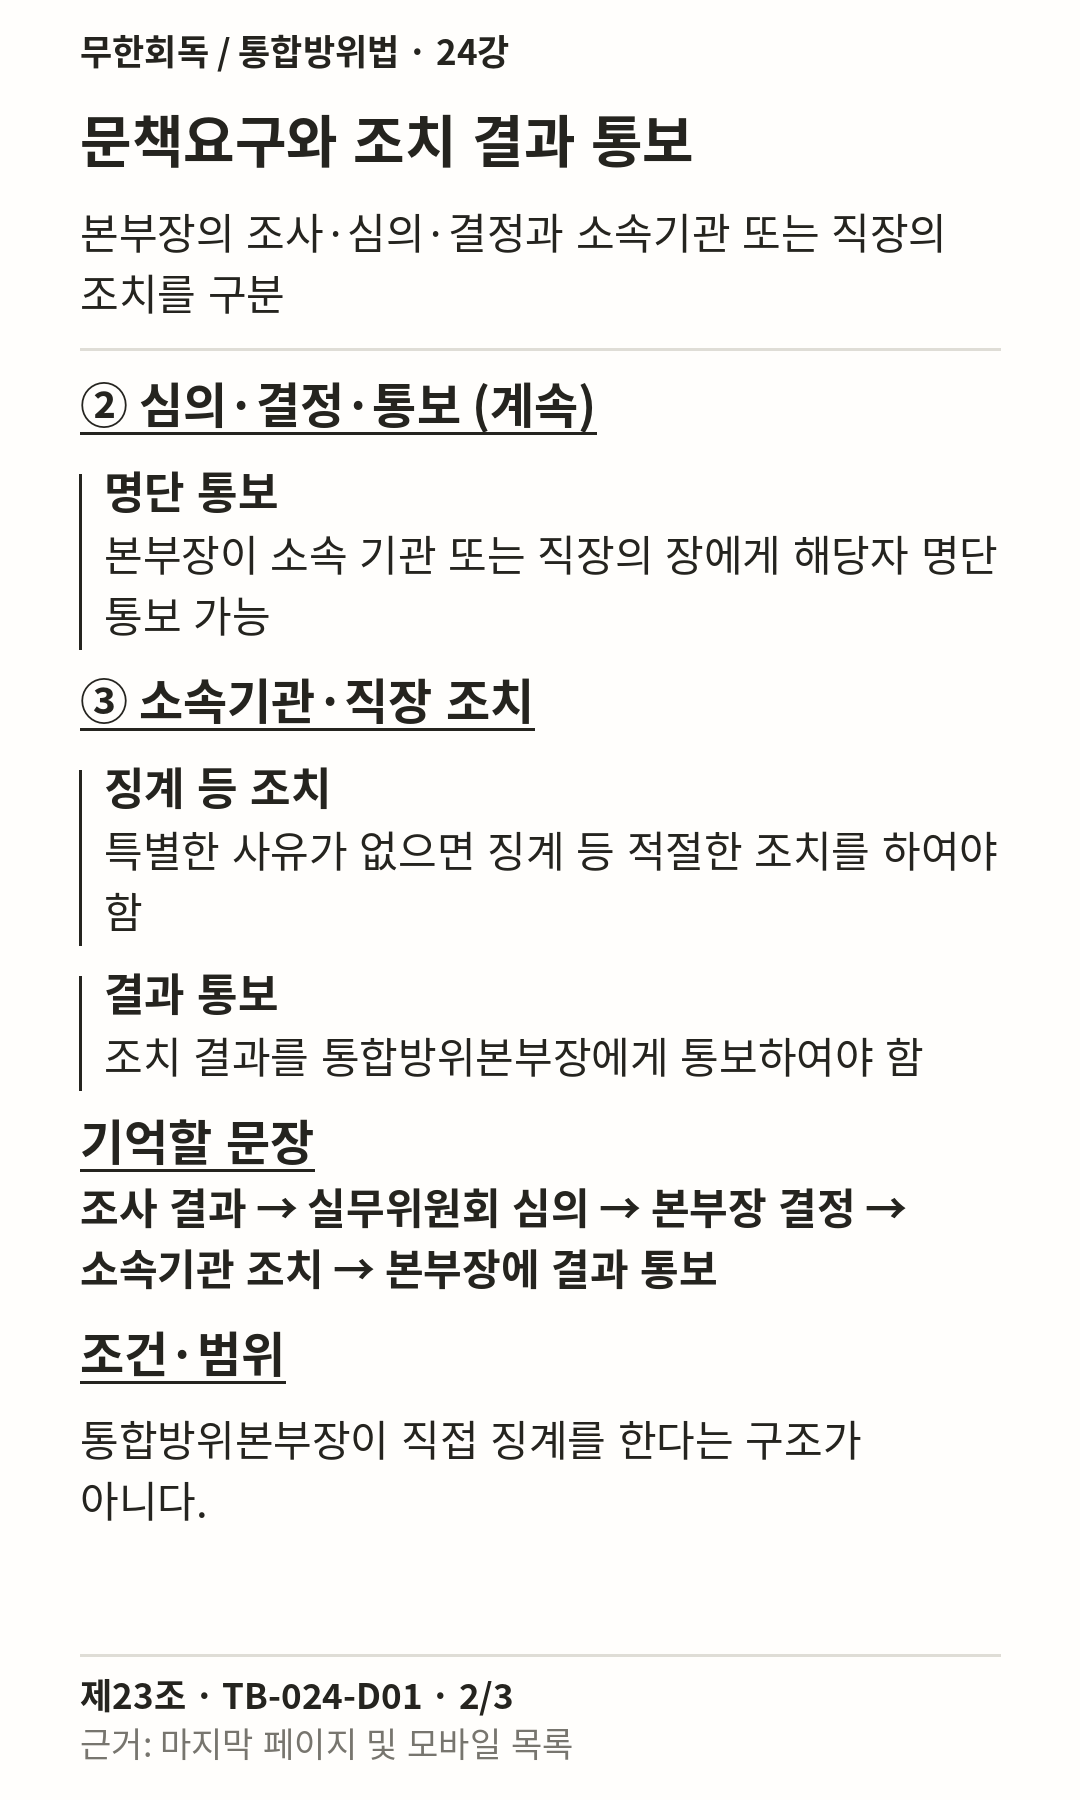 무한회독 / 통합방위법 · 24강
문책요구와 조치 결과 통보
본부장의 조사·심의·결정과 소속기관 또는 직장의
조치를 구분
② 심의·결정·통보 (계속)
명단 통보
본부장이 소속 기관 또는 직장의 장에게 해당자 명단
통보 가능
③ 소속기관·직장 조치
징계 등 조치
특별한 사유가 없으면 징계 등 적절한 조치를 하여야
함
결과 통보
조치 결과를 통합방위본부장에게 통보하여야 함
기억할 문장
조사 결과 → 실무위원회 심의 → 본부장 결정 →
소속기관 조치 → 본부장에 결과 통보
조건·범위
통합방위본부장이 직접 징계를 한다는 구조가
아니다.
제23조 · TB-024-D01 · 2/3
근거: 마지막 페이지 및 모바일 목록